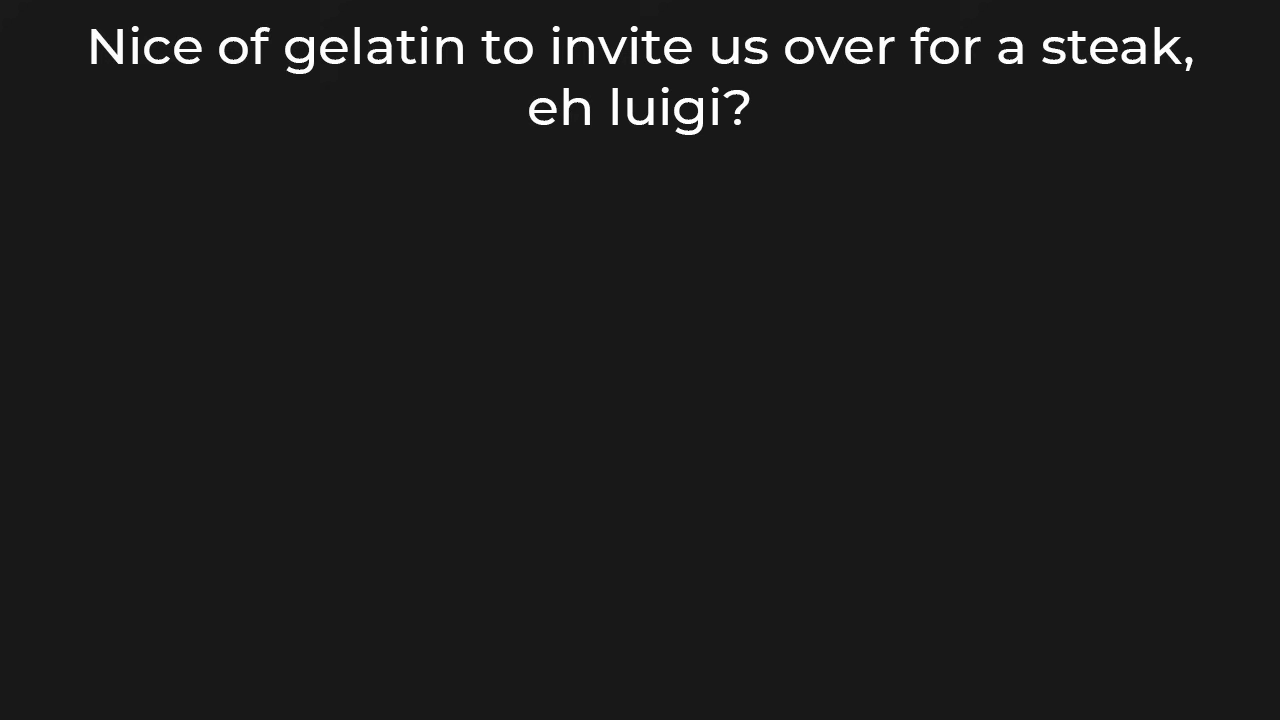 Nice of gelatin to invite us over for a steak,
eh luigi?